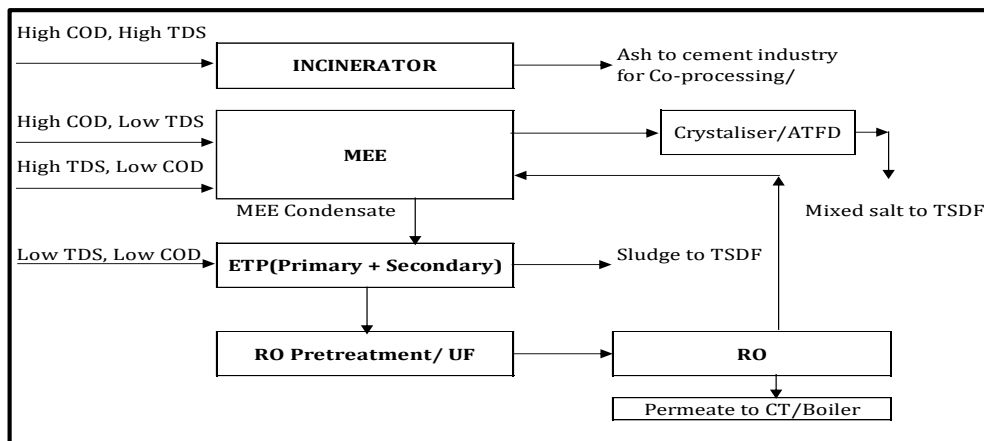 High COD, High TDS
INCINERATOR
Ash to cement industry
for Co-processing/
High COD, Low TDS
MEE
Crystaliser/ATFD
High TDS, Low COD
Mixed salt to TSDF
MEE Condensate
Low TDS, Low COD
ETP(Primary + Secondary)
Sludge to TSDF
RO Pretreatment/ UF
RO
Permeate to CT/Boiler